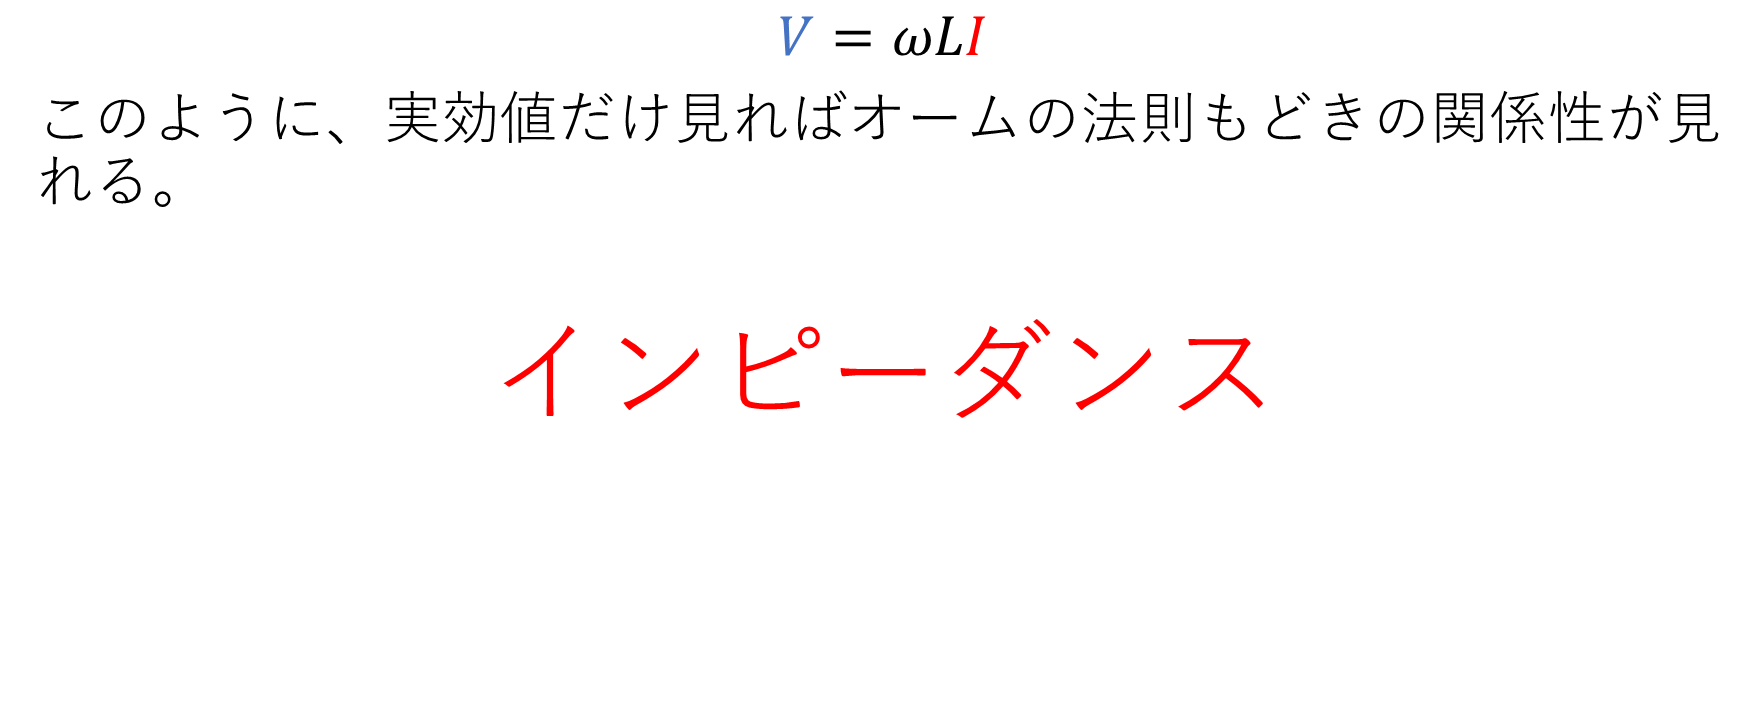 V = ωLI
このように、実効値だけ見ればオームの法則もどきの関係性が見
れる。
インピーダンス